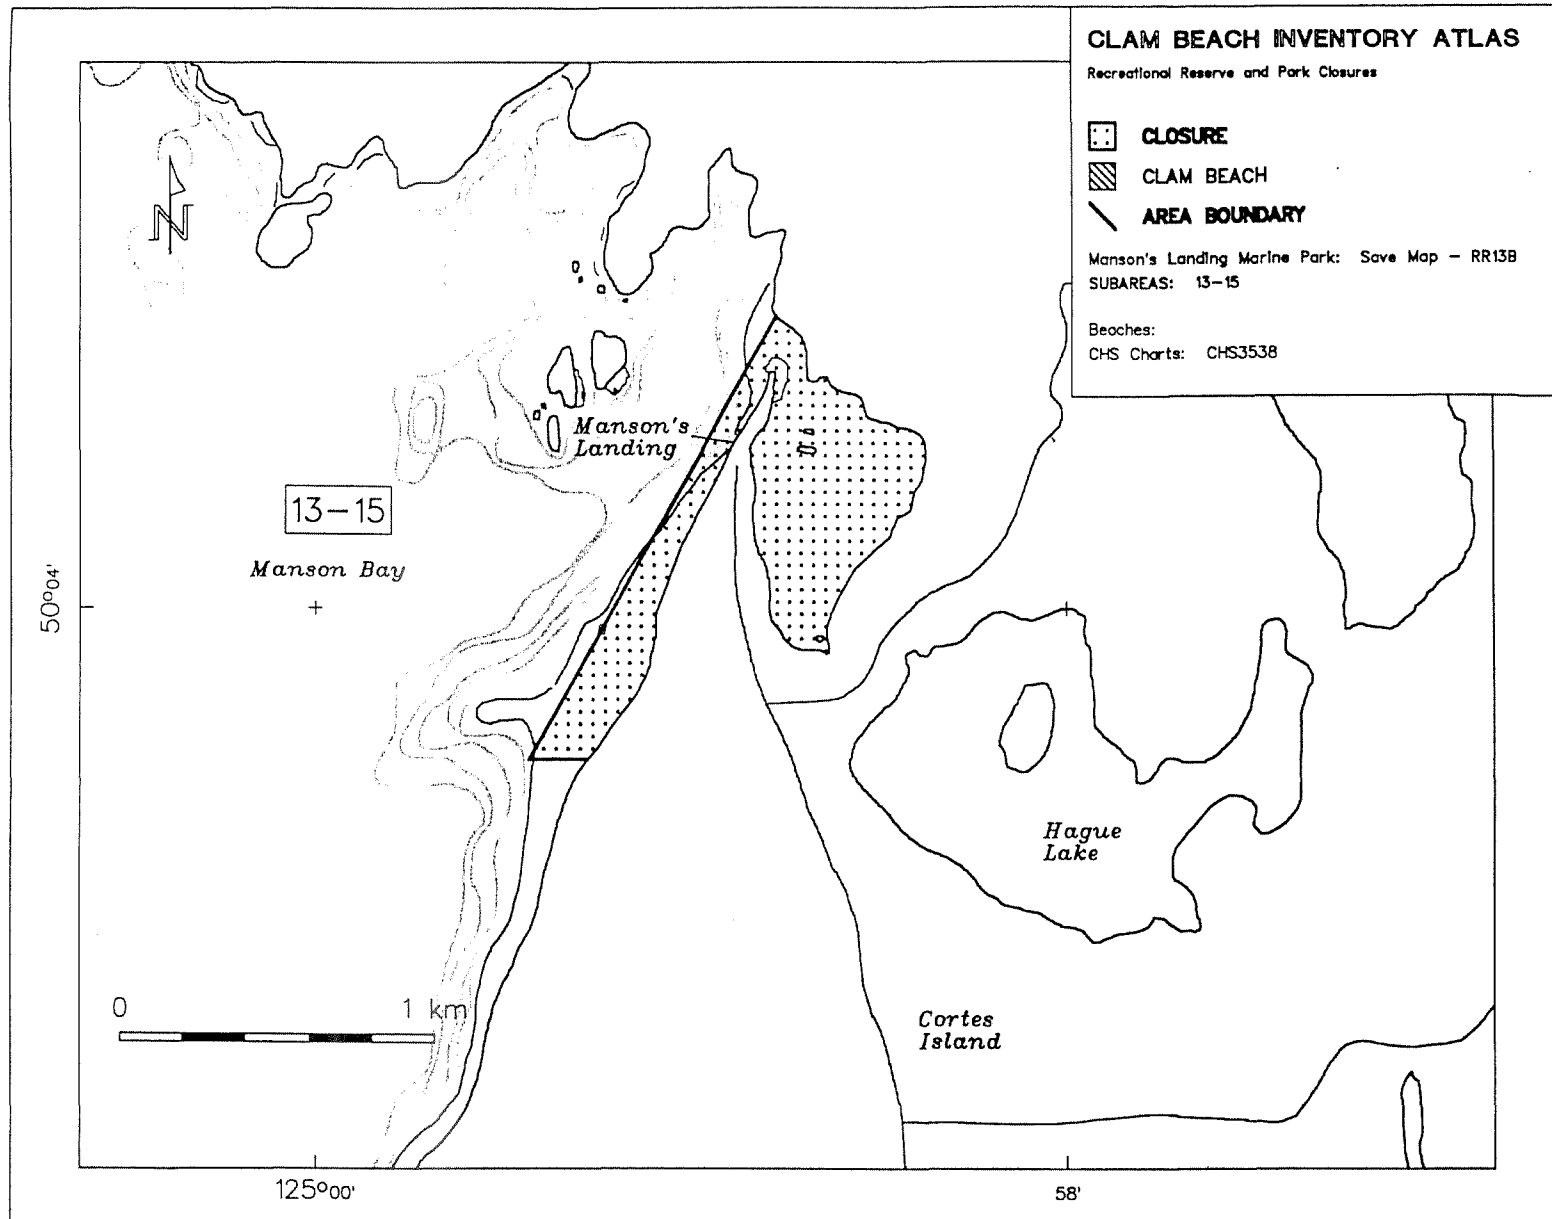 CLAM BEACH INVENTORY ATLAS
Recreational Reserve and Park Closures
CLOSURE
CLAM BEACH
AREA BOUNDARY
Manson's Landing Marine Park: Save Map - RR13B
SUBAREAS: 13-15
Beaches:
CHS Charts: CHS3538
N
Manson's
Landing
13-15
Manson Bay
50°04'
Hague
Lake
0 1 km
Cortes
Island
125°00'
58'